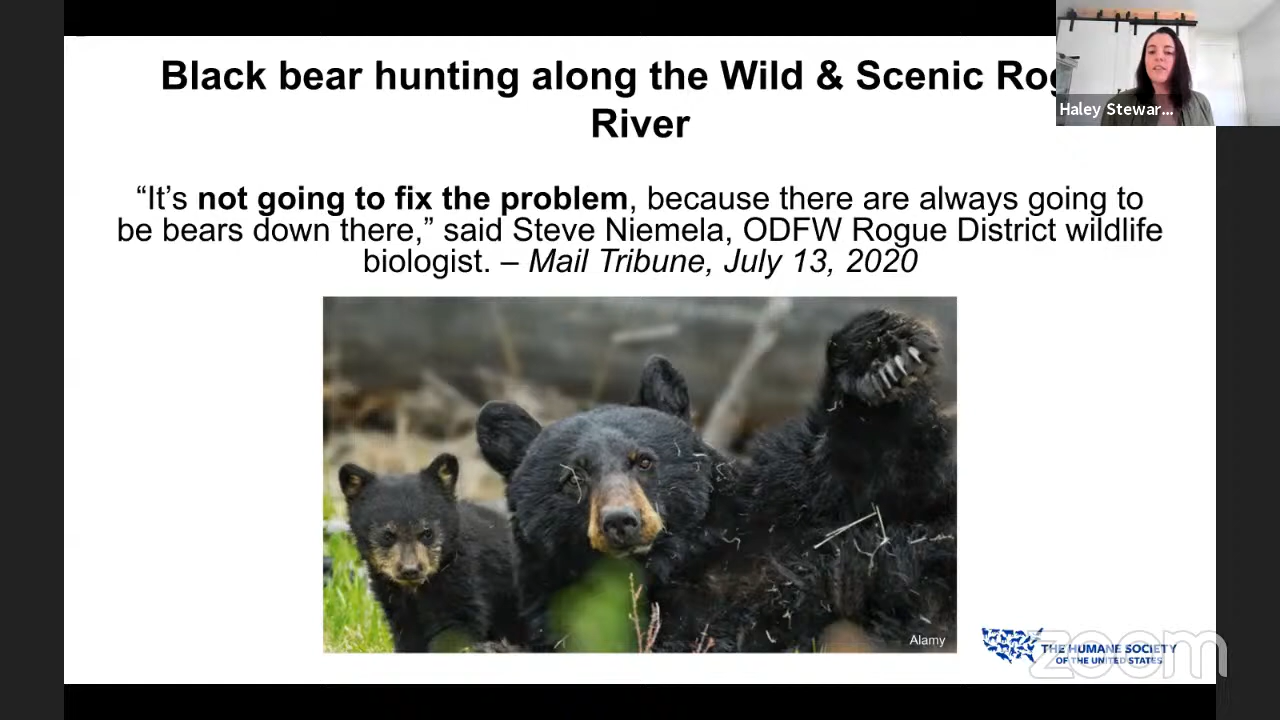 Black bear hunting along the Wild & Scenic Rog
River
Haley Stewar...
“It’s not going to fix the problem, because there are always going to
be bears down there,” said Steve Niemela, ODFW Rogue District wildlife
biologist. – Mail Tribune, July 13, 2020
Alamy
THE HUMANE SOCIETY
OF THE UNITED STATES
zoom